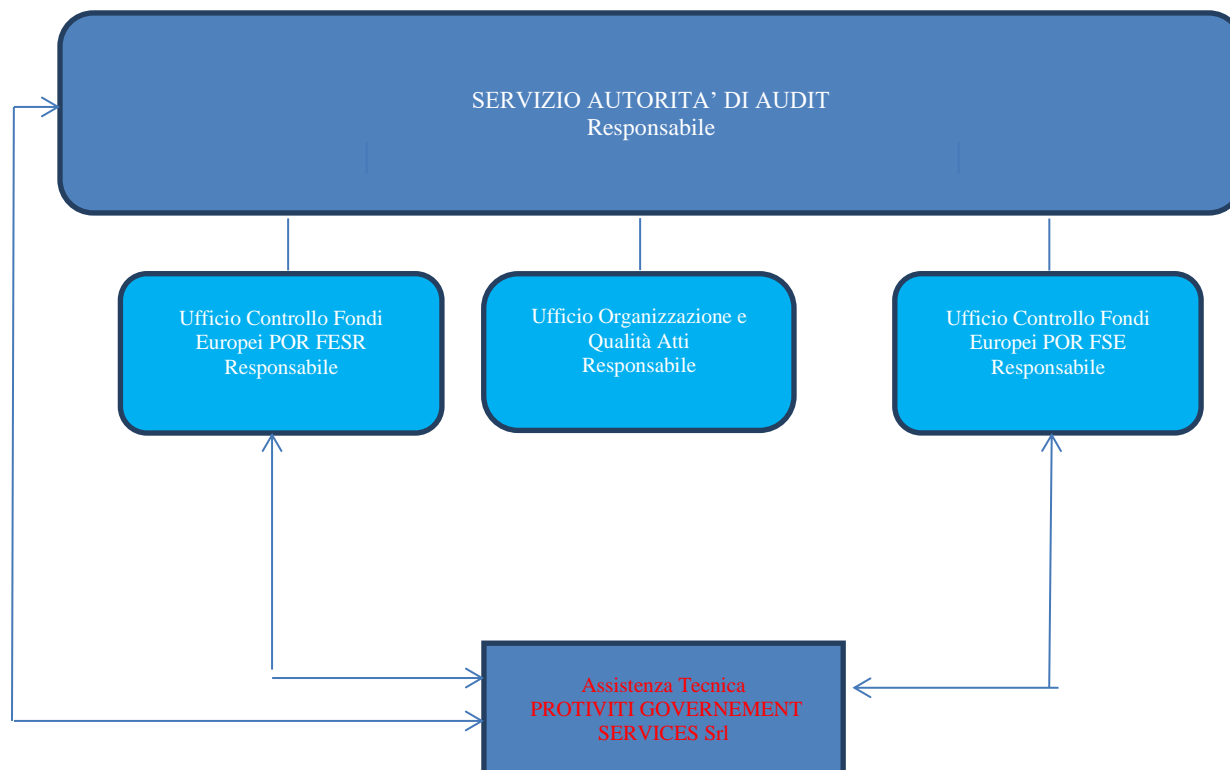 SERVIZIO AUTORITA’ DI AUDIT
Responsabile
Ufficio Controllo Fondi
Europei POR FESR
Responsabile
Ufficio Organizzazione e
Qualità Atti
Responsabile
Ufficio Controllo Fondi
Europei POR FSE
Responsabile
Assistenza Tecnica
PROTIVITI GOVERNEMENT
SERVICES Srl